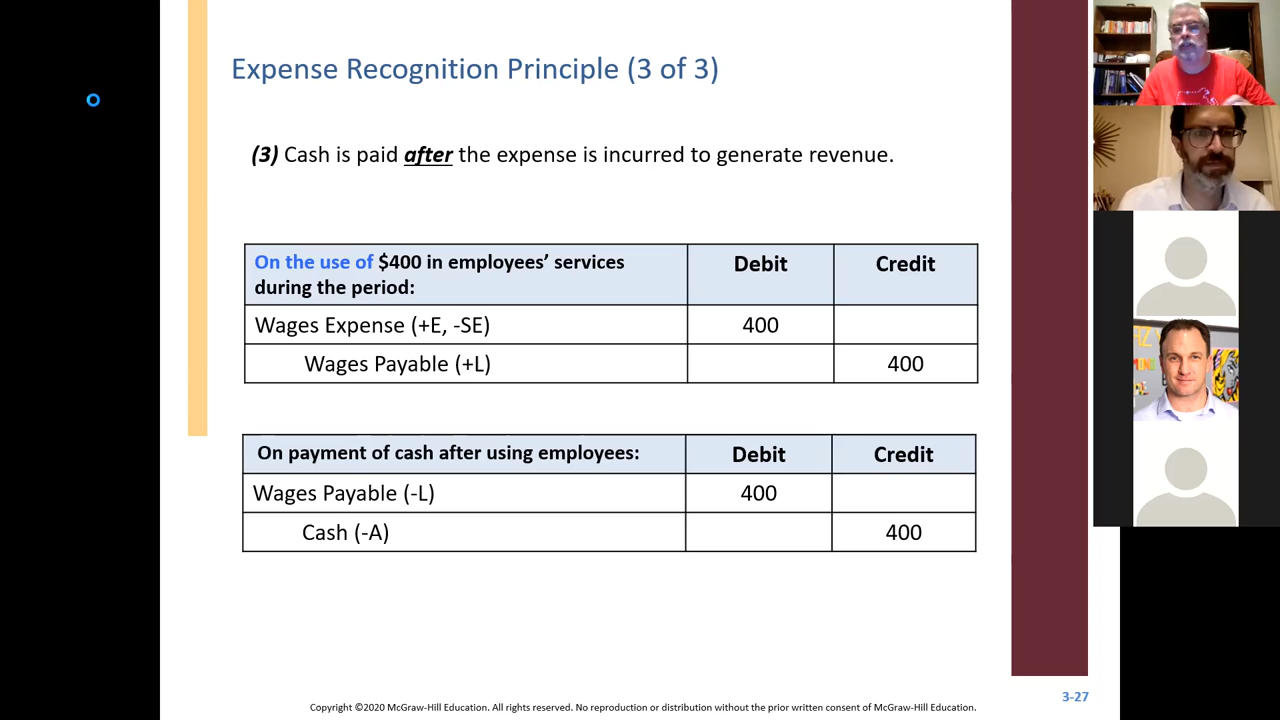 Expense Recognition Principle (3 of 3)
(3) Cash is paid after the expense is incurred to generate revenue.
On the use of $400 in employees’ services
during the period:
Debit
Credit
Wages Expense (+E, -SE)
400
Wages Payable (+L)
400
On payment of cash after using employees:
Debit
Credit
Wages Payable (-L)
400
Cash (-A)
400
3-27
Copyright ©2020 McGraw-Hill Education. All rights reserved. No reproduction or distribution without the prior written consent of McGraw-Hill Education.